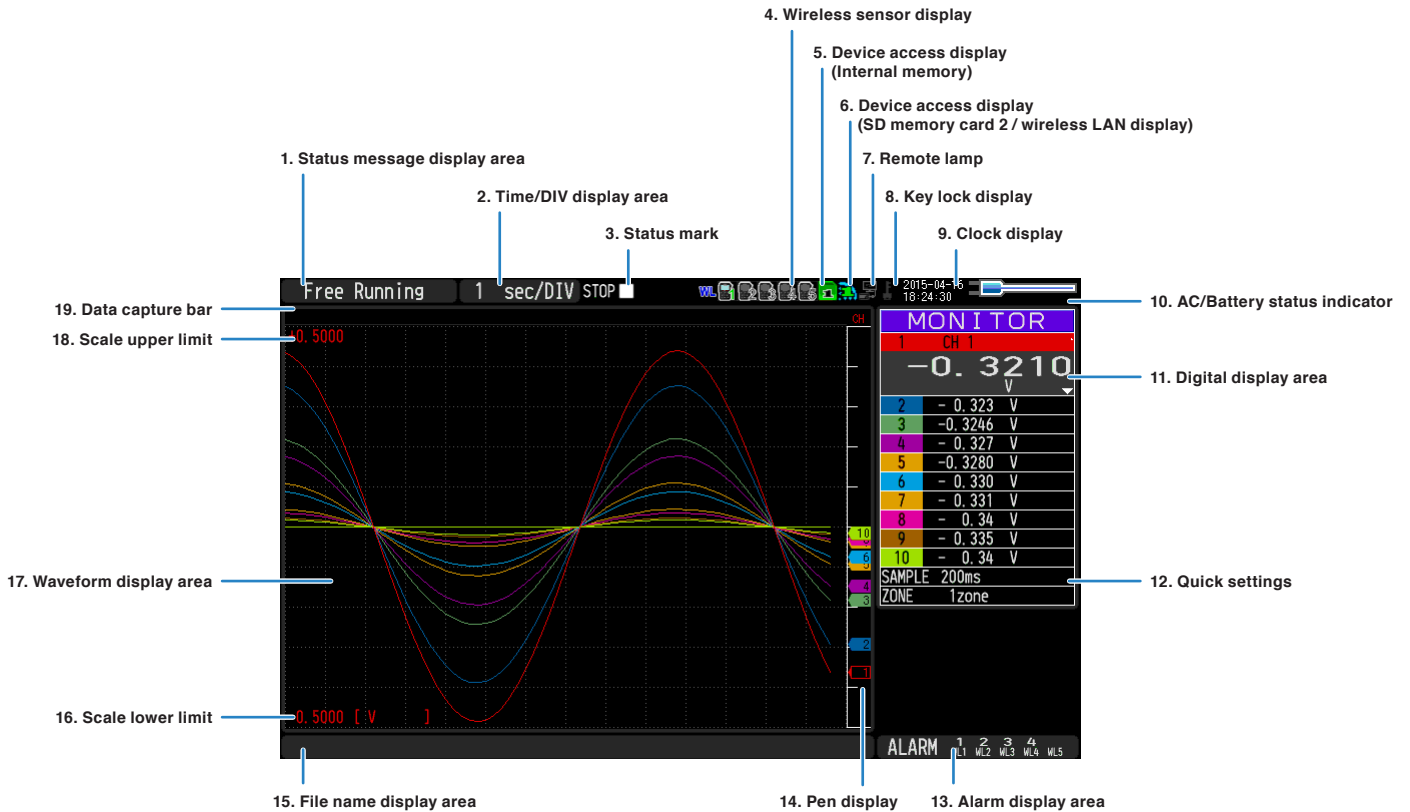 4. Wireless sensor display
5. Device access display
(Internal memory)
6. Device access display
(SD memory card 2 / wireless LAN display)
1. Status message display area
7. Remote lamp
2. Time/DIV display area
8. Key lock display
3. Status mark
9. Clock display
Free Running
1 sec/DIV
STOP
WL 1 2 3 4 5
1
2015-04-16
18:24:30
19. Data capture bar
10. AC/Battery status indicator
18. Scale upper limit
+0.5000
CH
MONITOR
1 CH 1
-0.3210
V
11. Digital display area
2 - 0.323 V
3 -0.3246 V
4 - 0.327 V
5 -0.3280 V
6 - 0.330 V
7 - 0.331 V
8 - 0.34 V
9 - 0.335 V
10 - 0.34 V
SAMPLE 200ms
ZONE 1zone
12. Quick settings
10
6
5
4
3
2
1
17. Waveform display area
16. Scale lower limit
-0.5000 [ V ]
ALARM 1 2 3 4
WL1 WL2 WL3 WL4 WL5
15. File name display area
14. Pen display
13. Alarm display area